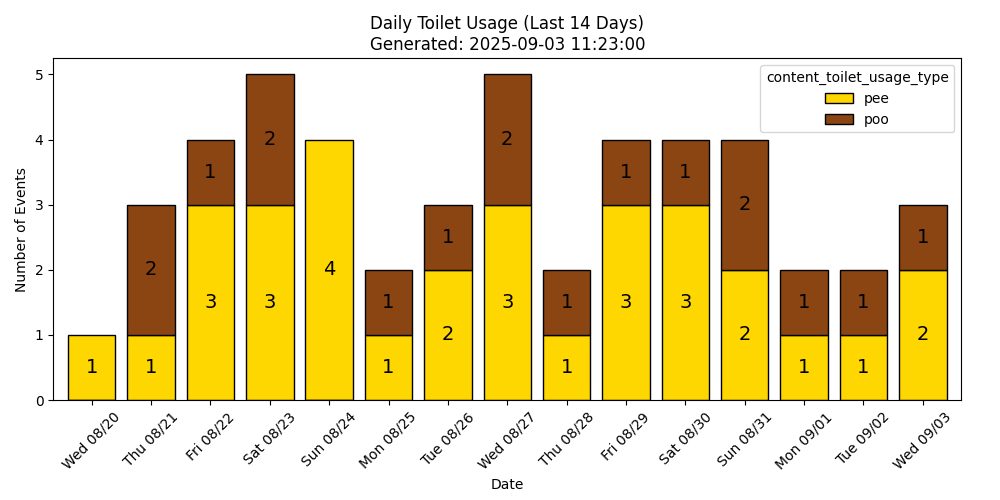 Daily Toilet Usage (Last 14 Days)
Generated: 2025-09-03 11:23:00
content_toilet_usage_type
pee
poo
Number of Events
5
4
3
2
1
0
1
1
2
3
1
3
2
4
1
1
2
1
3
2
1
1
3
1
3
1
2
2
1
1
1
1
2
1
Wed 08/20
Thu 08/21
Fri 08/22
Sat 08/23
Sun 08/24
Mon 08/25
Tue 08/26
Wed 08/27
Thu 08/28
Fri 08/29
Sat 08/30
Sun 08/31
Mon 09/01
Tue 09/02
Wed 09/03
Date